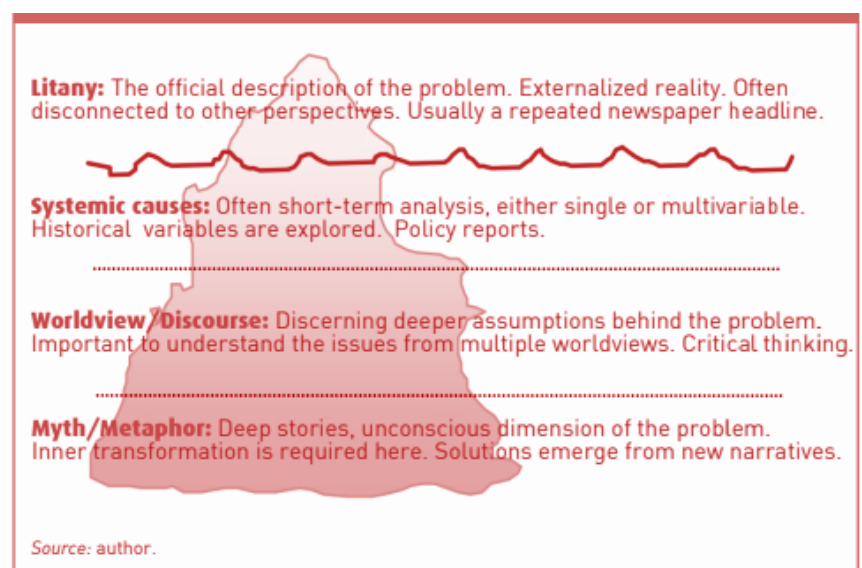 Litany: The official description of the problem. Externalized reality. Often
disconnected to other perspectives. Usually a repeated newspaper headline.
Systemic causes: Often short-term analysis, either single or multivariable.
Historical variables are explored. Policy reports.
Worldview/Discourse: Discerning deeper assumptions behind the problem.
Important to understand the issues from multiple worldviews. Critical thinking.
Myth/Metaphor: Deep stories, unconscious dimension of the problem.
Inner transformation is required here. Solutions emerge from new narratives.
Source: author.